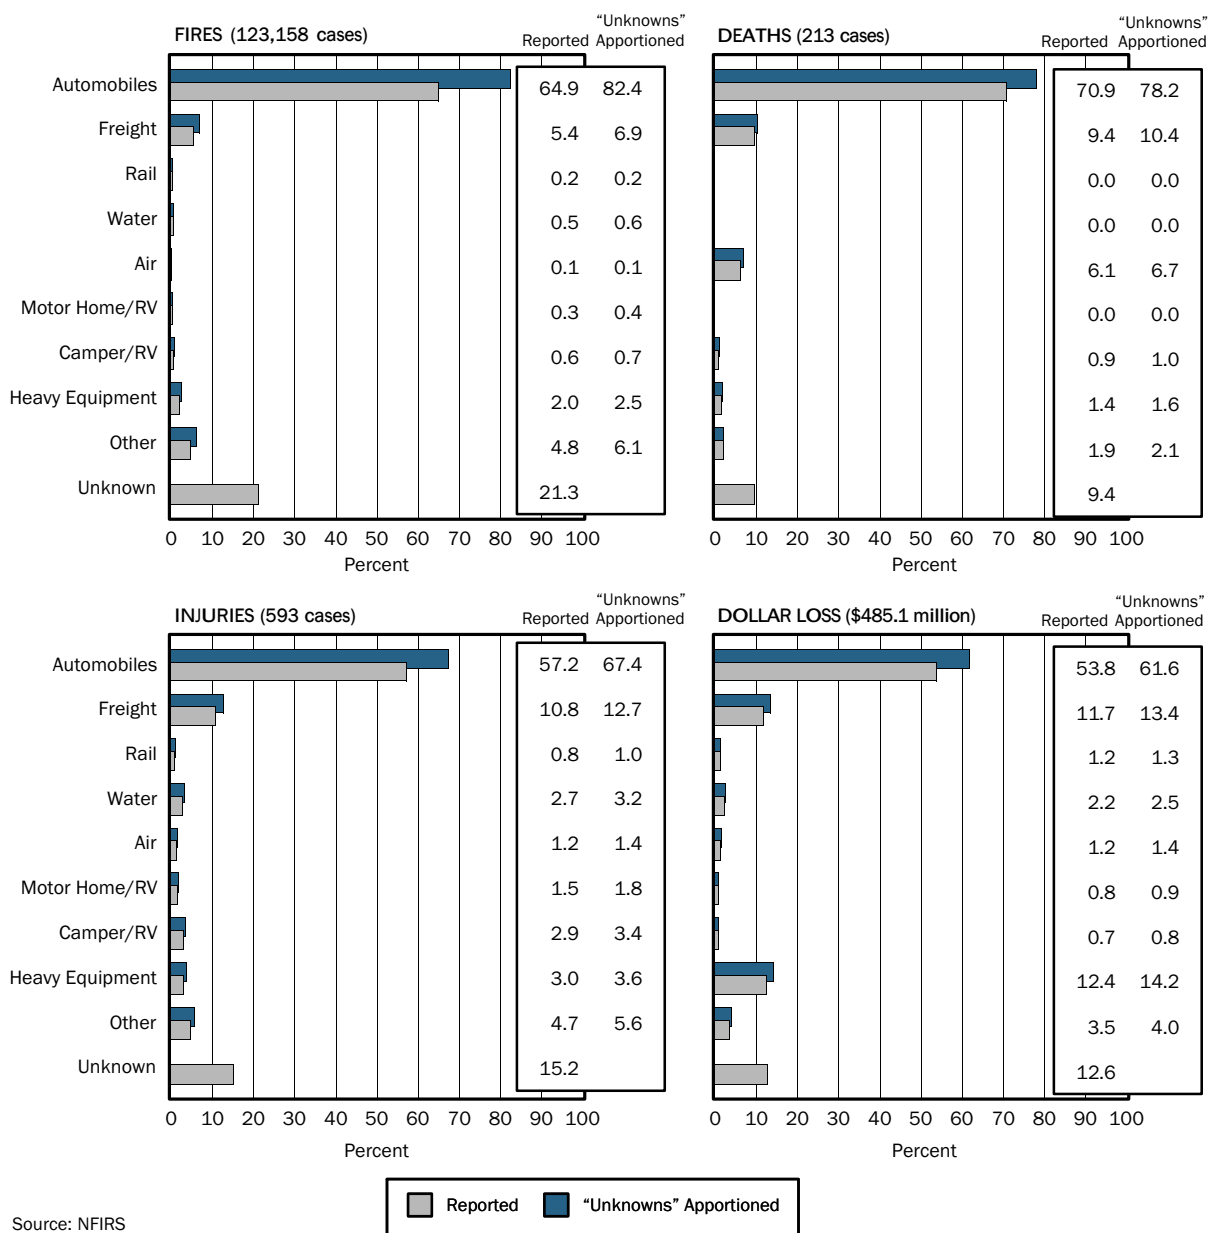 FIRES (123,158 cases)
Reported
“Unknowns”
Apportioned
Automobiles 64.9 82.4
Freight 5.4 6.9
Rail 0.2 0.2
Water 0.5 0.6
Air 0.1 0.1
Motor Home/RV 0.3 0.4
Camper/RV 0.6 0.7
Heavy Equipment 2.0 2.5
Other 4.8 6.1
Unknown 21.3
0 10 20 30 40 50 60 70 80 90 100
Percent
DEATHS (213 cases)
Reported
“Unknowns”
Apportioned
70.9 78.2
9.4 10.4
0.0 0.0
0.0 0.0
6.1 6.7
0.0 0.0
0.9 1.0
1.4 1.6
1.9 2.1
9.4
0 10 20 30 40 50 60 70 80 90 100
Percent
INJURIES (593 cases)
Reported
“Unknowns”
Apportioned
Automobiles 57.2 67.4
Freight 10.8 12.7
Rail 0.8 1.0
Water 2.7 3.2
Air 1.2 1.4
Motor Home/RV 1.5 1.8
Camper/RV 2.9 3.4
Heavy Equipment 3.0 3.6
Other 4.7 5.6
Unknown 15.2
0 10 20 30 40 50 60 70 80 90 100
Percent
DOLLAR LOSS ($485.1 million)
Reported
“Unknowns”
Apportioned
53.8 61.6
11.7 13.4
1.2 1.3
2.2 2.5
1.2 1.4
0.8 0.9
0.7 0.8
12.4 14.2
3.5 4.0
12.6
0 10 20 30 40 50 60 70 80 90 100
Percent
Reported “Unknowns” Apportioned
Source: NFIRS